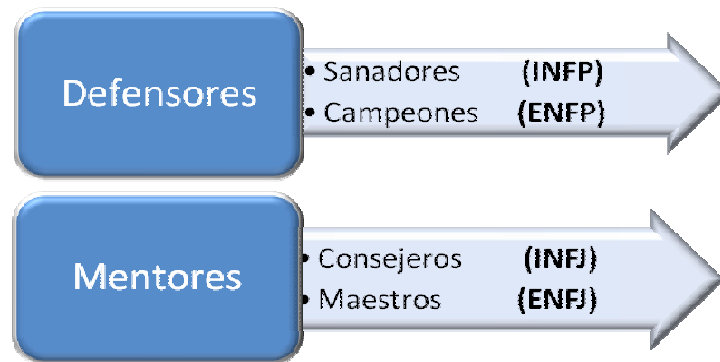 Defensores
• Sanadores (INFP)
• Campeones (ENFP)
Mentores
• Consejeros (INFJ)
• Maestros (ENFJ)